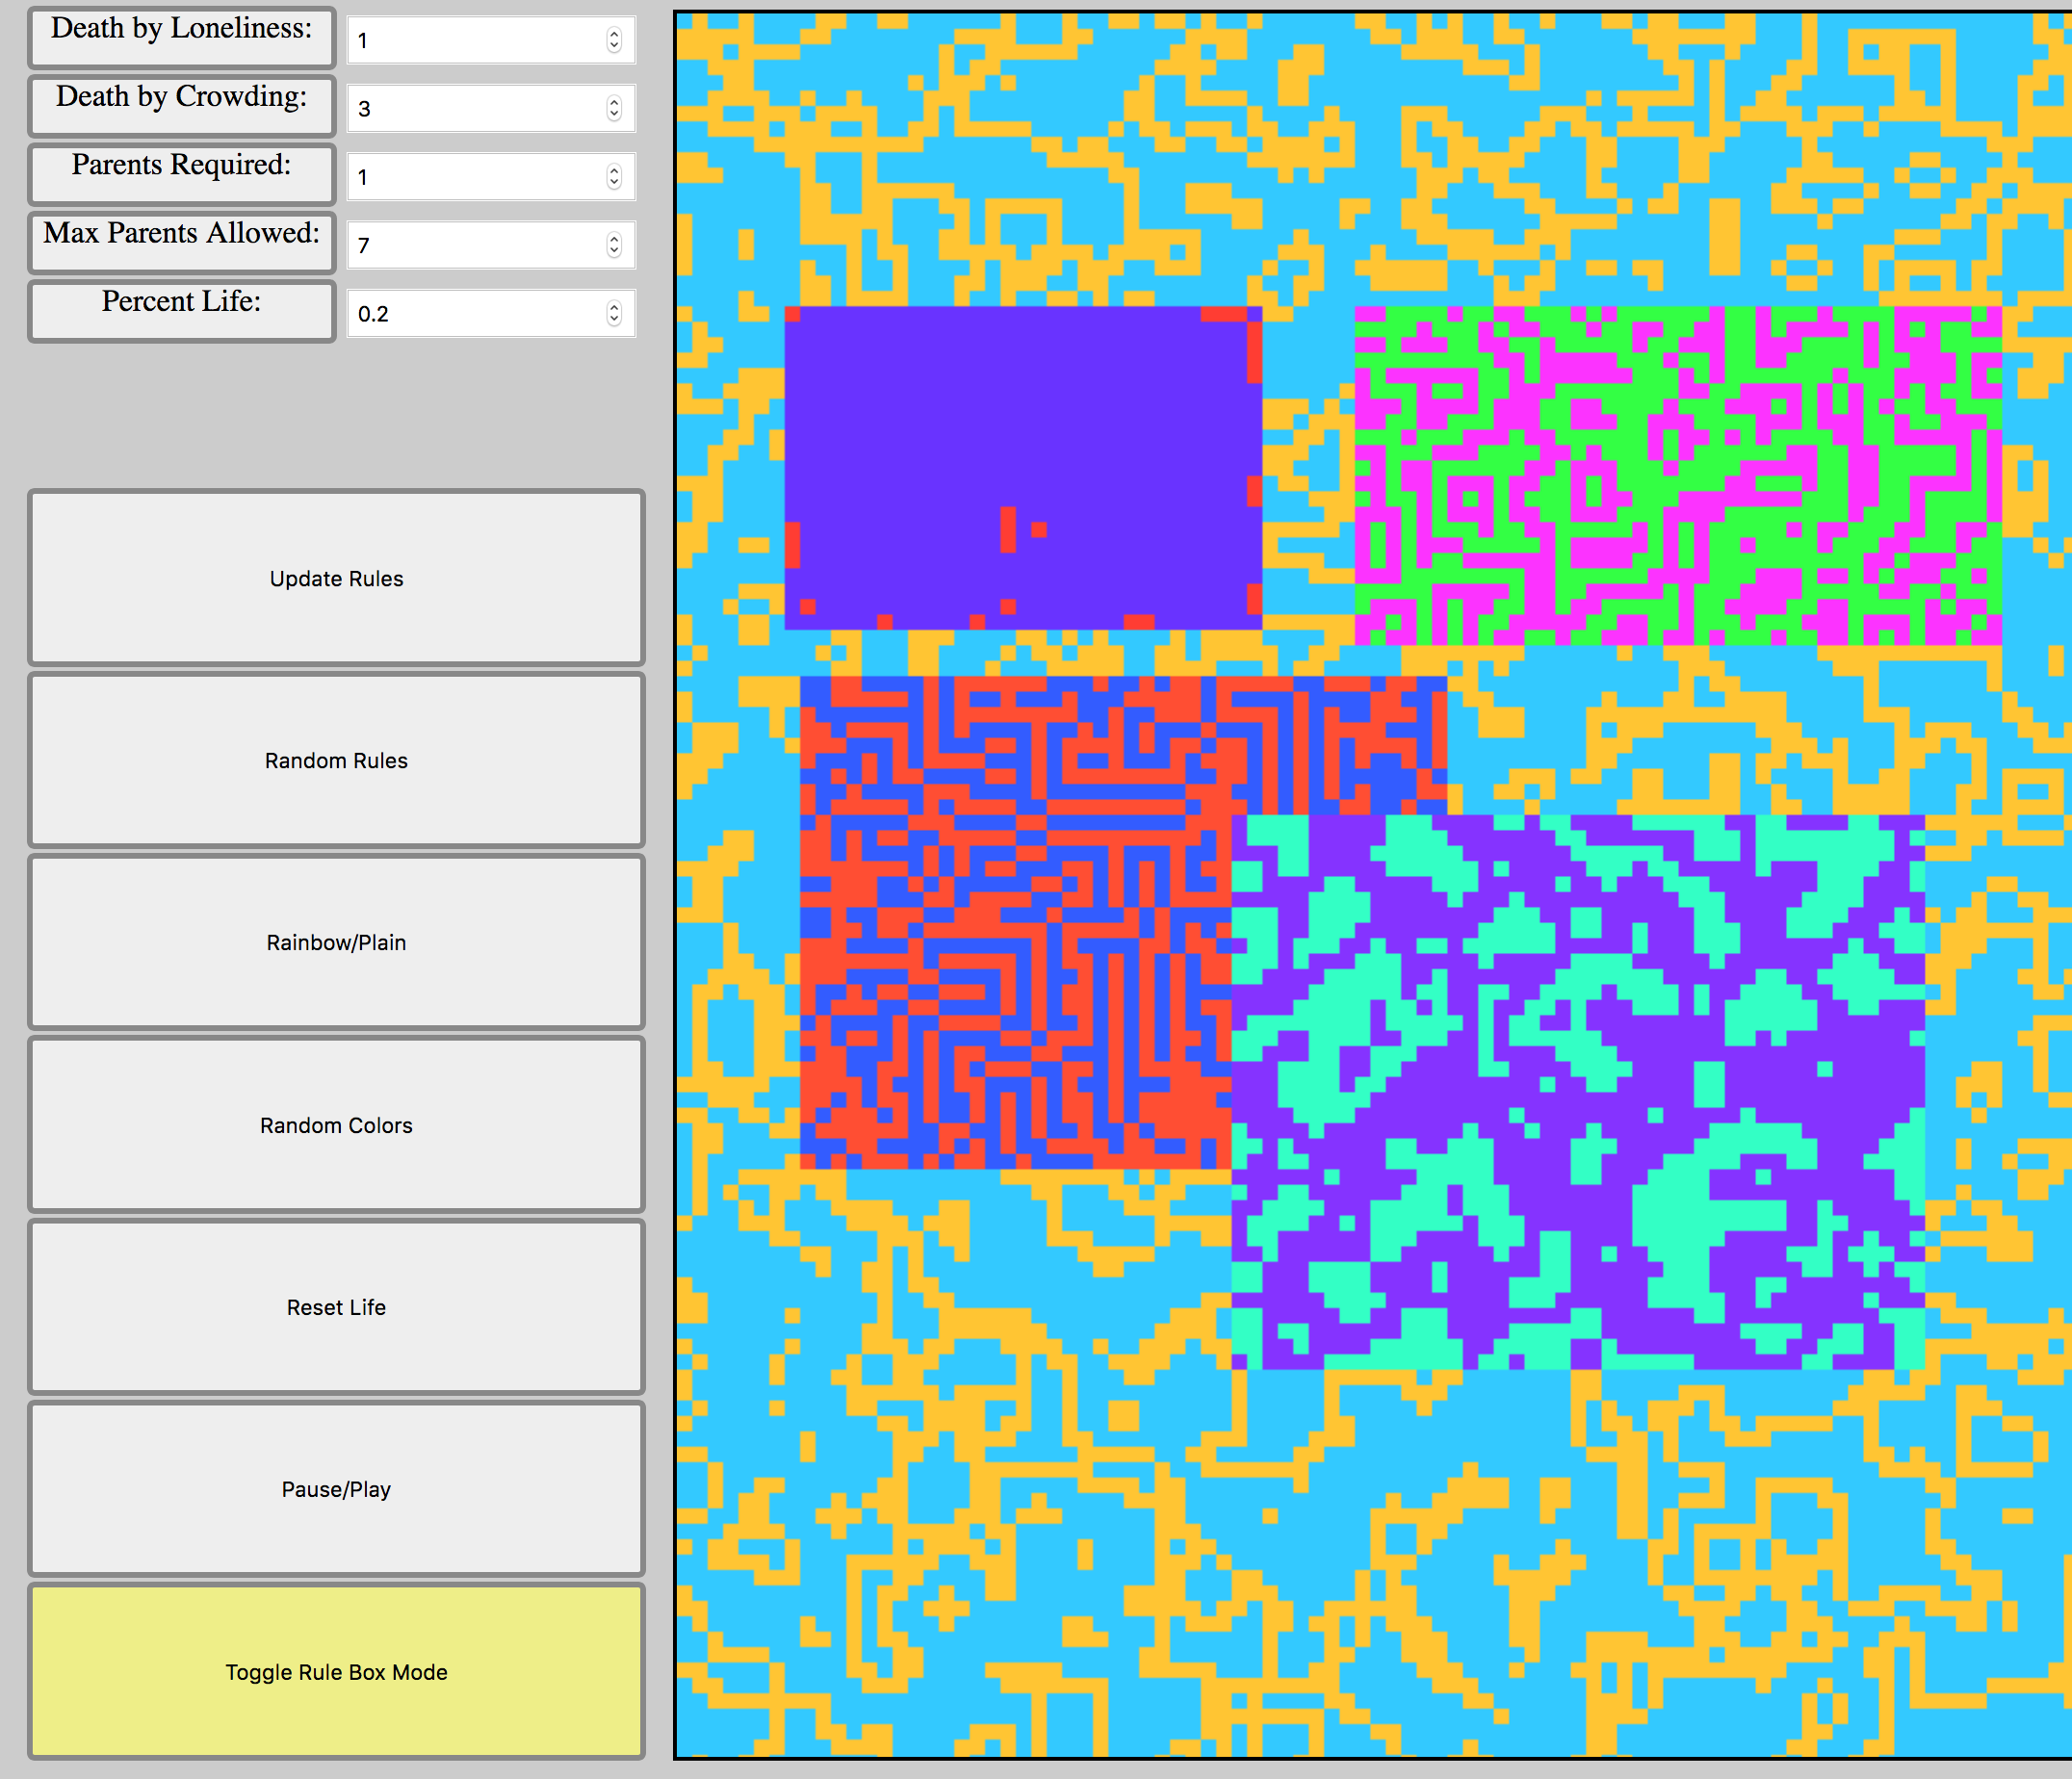 Death by Loneliness: 1
Death by Crowding: 3
Parents Required: 1
Max Parents Allowed: 7
Percent Life: 0.2
Update Rules
Random Rules
Rainbow/Plain
Random Colors
Reset Life
Pause/Play
Toggle Rule Box Mode